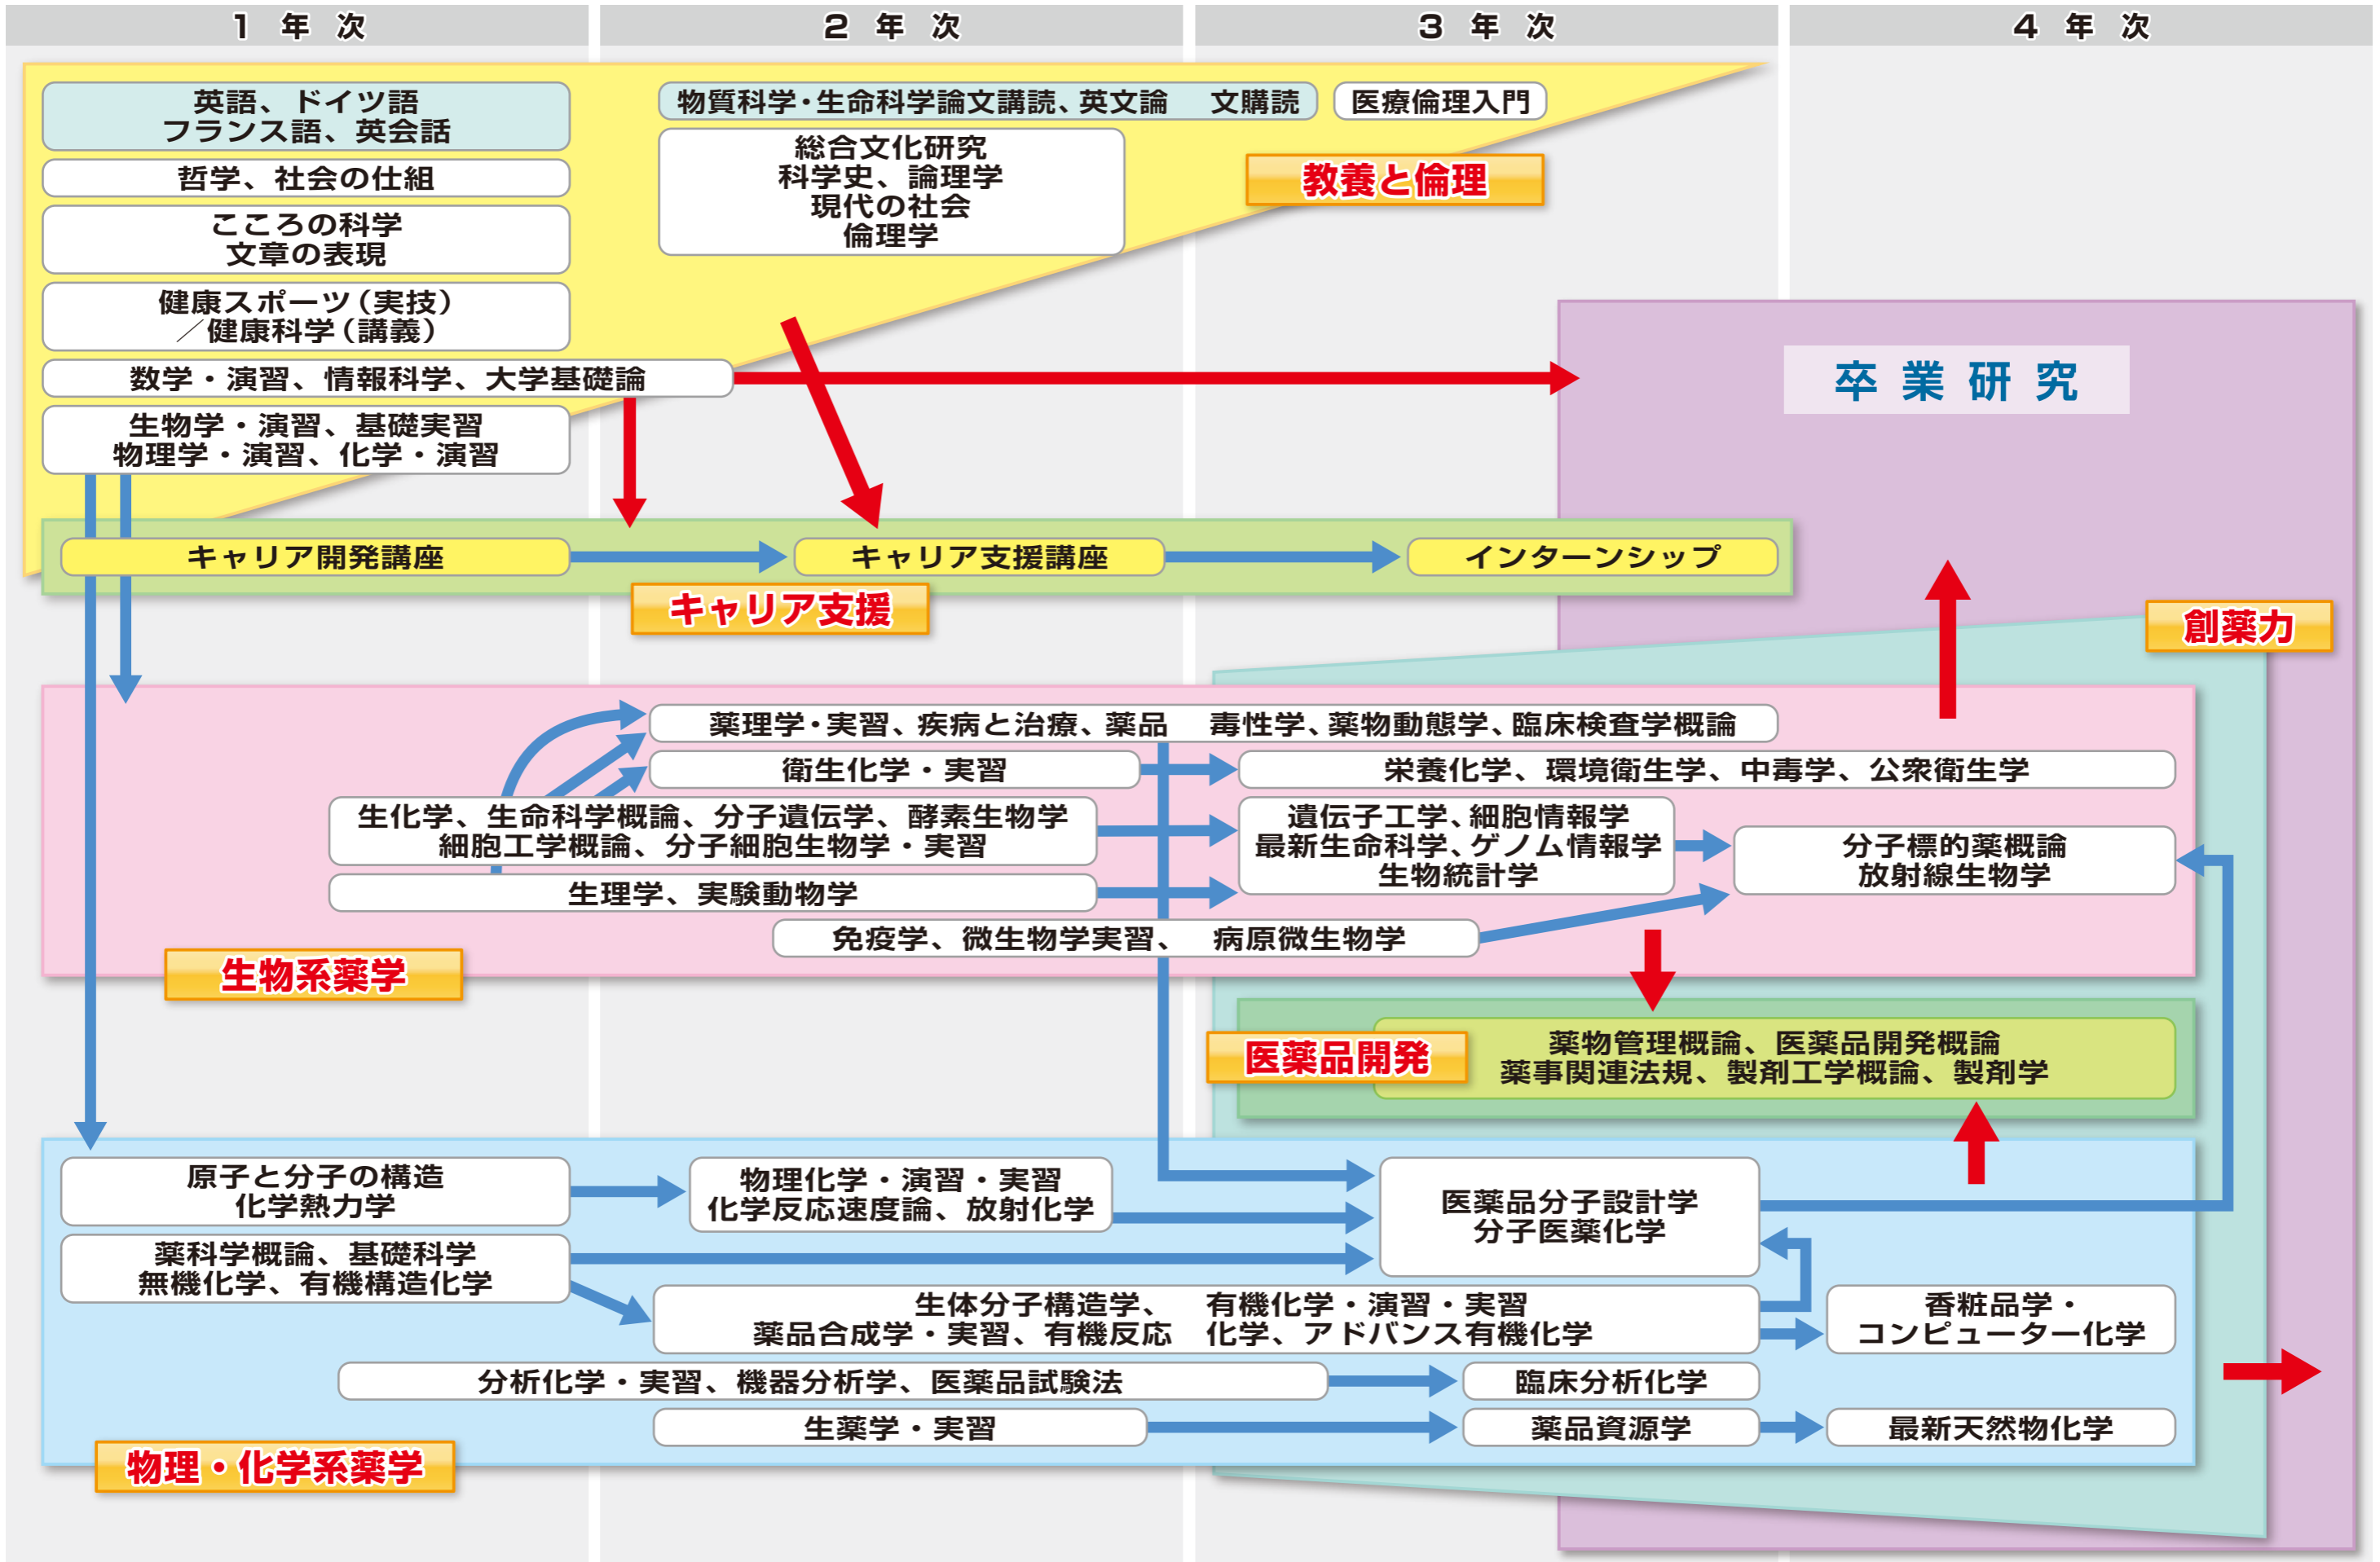 1 年 次
2 年 次
3 年 次
4 年 次
英語、ドイツ語
フランス語、英会話
哲学、社会の仕組
こころの科学
文章の表現
健康スポーツ（実技）
／健康科学（講義）
数学・演習、情報科学、大学基礎論
生物学・演習、基礎実習
物理学・演習、化学・演習
物質科学・生命科学論文講読、英文論 文購読
医療倫理入門
総合文化研究
科学史、論理学
現代の社会
倫理学
教養と倫理
卒 業 研 究
キャリア開発講座
キャリア支援講座
インターンシップ
キャリア支援
創薬力
薬理学・実習、疾病と治療、薬品 毒性学、薬物動態学、臨床検査学概論
衛生化学・実習
栄養化学、環境衛生学、中毒学、公衆衛生学
生化学、生命科学概論、分子遺伝学、酵素生物学
細胞工学概論、分子細胞生物学・実習
遺伝子工学、細胞情報学
最新生命科学、ゲノム情報学
生物統計学
分子標的薬概論
放射線生物学
生理学、実験動物学
免疫学、微生物学実習、 病原微生物学
生物系薬学
医薬品開発
薬物管理概論、医薬品開発概論
薬事関連法規、製剤工学概論、製剤学
原子と分子の構造
化学熱力学
物理化学・演習・実習
化学反応速度論、放射化学
医薬品分子設計学
分子医薬化学
薬科学概論、基礎科学
無機化学、有機構造化学
生体分子構造学、 有機化学・演習・実習
薬品合成学・実習、有機反応 化学、アドバンス有機化学
香粧品学・
コンピューター化学
分析化学・実習、機器分析学、医薬品試験法
臨床分析化学
生薬学・実習
薬品資源学
最新天然物化学
物理・化学系薬学